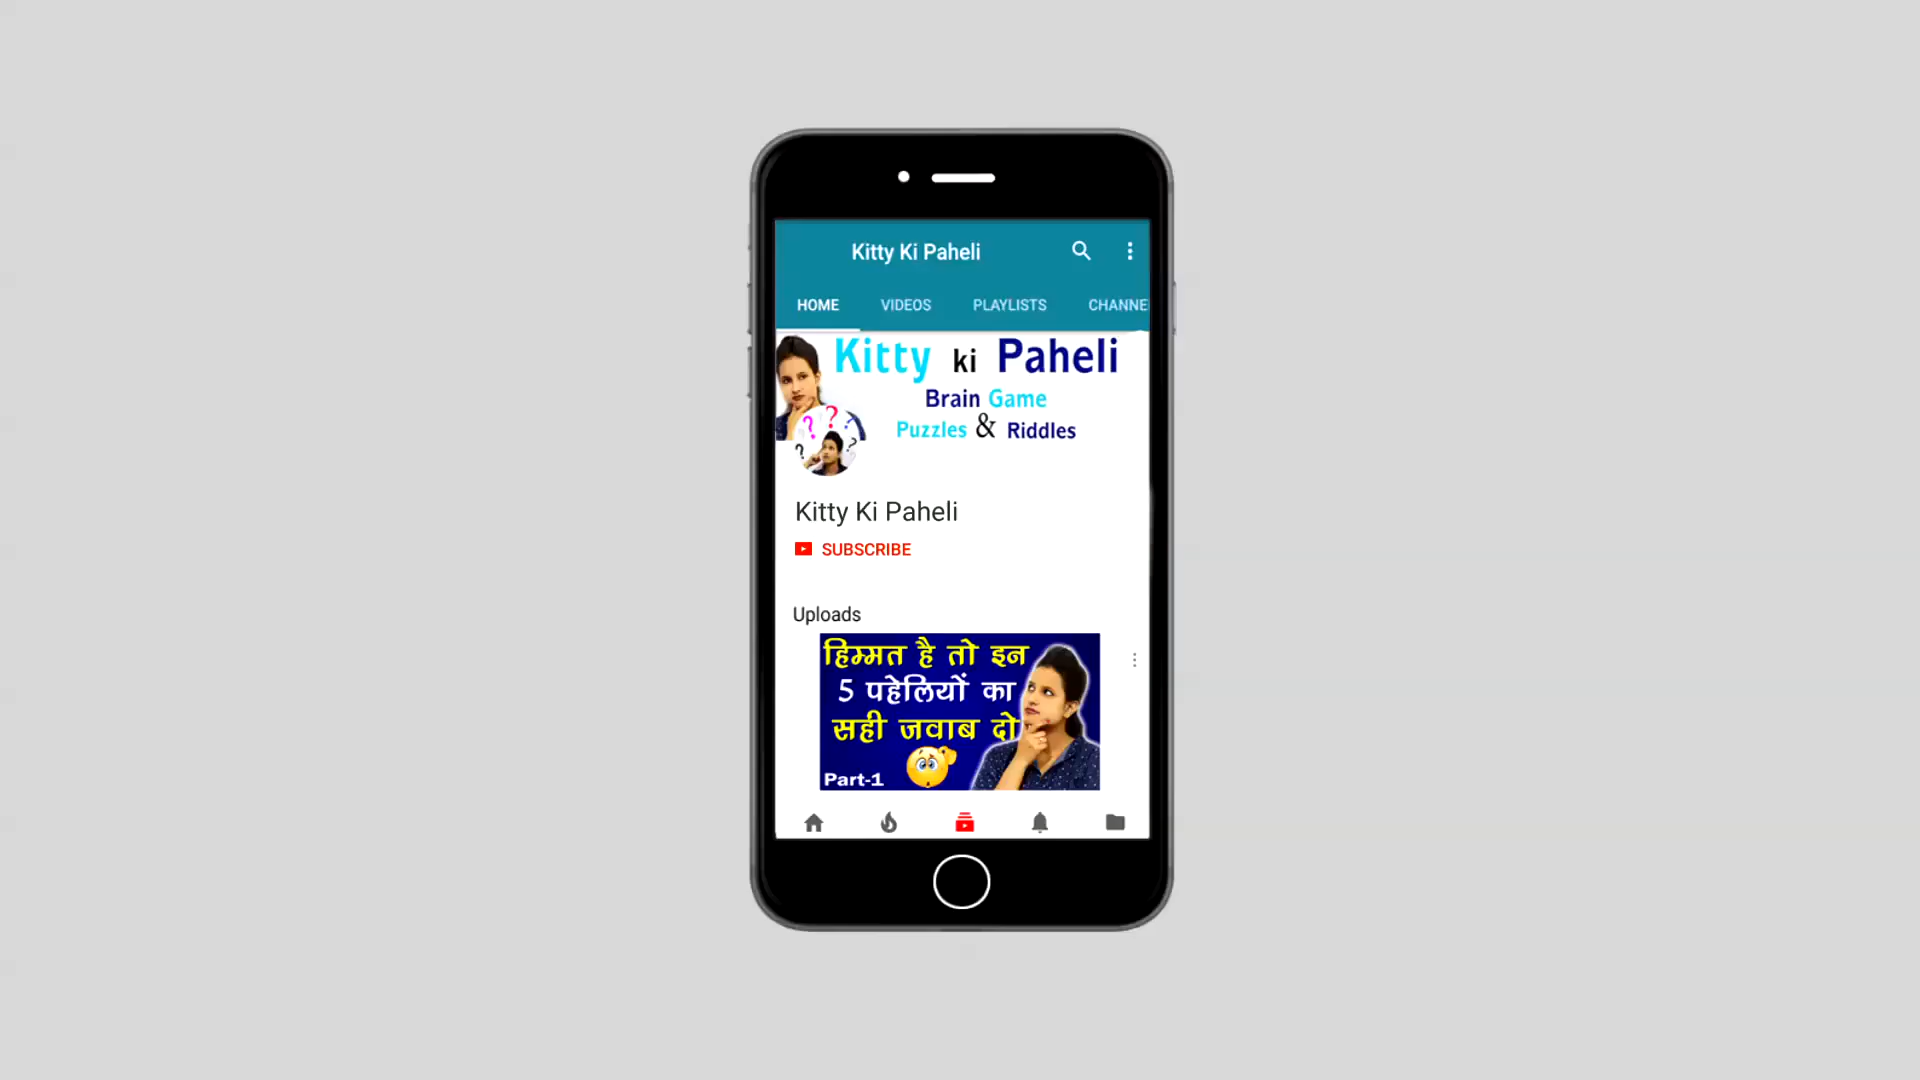 Kitty Ki Paheli
HOME VIDEOS PLAYLISTS CHANNE
Kitty ki Paheli
Brain Game
Puzzles & Riddles
Kitty Ki Paheli
SUBSCRIBE
Uploads
हिम्मत है तो इन
5 पहेलियों का
सही जवाब दो
Part-1